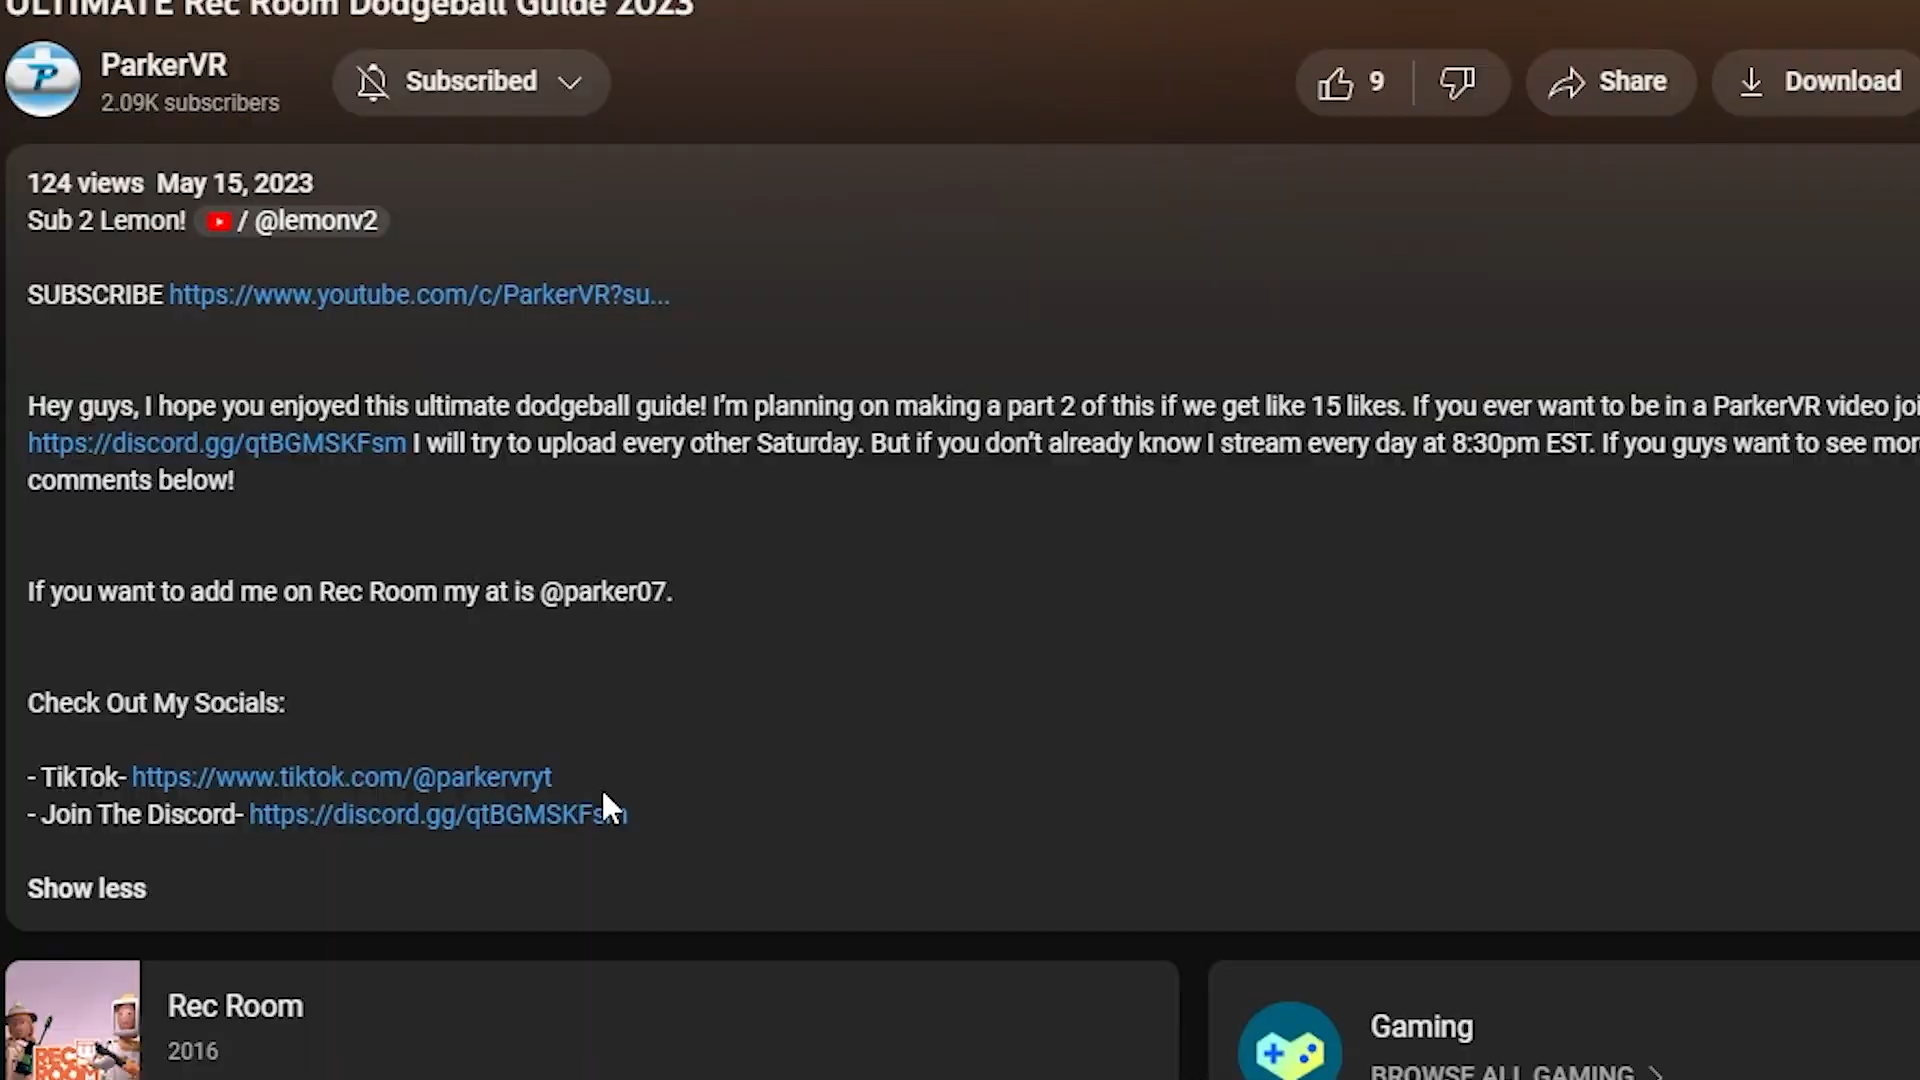 ULTIMATE Rec Room Dodgeball Guide 2023
ParkerVR
2.09K subscribers
Subscribed
9
Share
Download
124 views May 15, 2023
Sub 2 Lemon! / @lemonv2
SUBSCRIBE https://www.youtube.com/c/ParkerVR?su...
Hey guys, I hope you enjoyed this ultimate dodgeball guide! I'm planning on making a part 2 of this if we get like 15 likes. If you ever want to be in a ParkerVR video
https://discord.gg/qtBGMSKFsm I will try to upload every other Saturday. But if you don't already know I stream every day at 8:30pm EST. If you guys want to see
comments below!
If you want to add me on Rec Room my at is @parker07.
Check Out My Socials:
- TikTok- https://www.tiktok.com/@parkervryt
- Join The Discord- https://discord.gg/qtBGMSKFsm
Show less
Rec Room
2016
REC ROOM
Gaming
BROWSE ALL GAMING